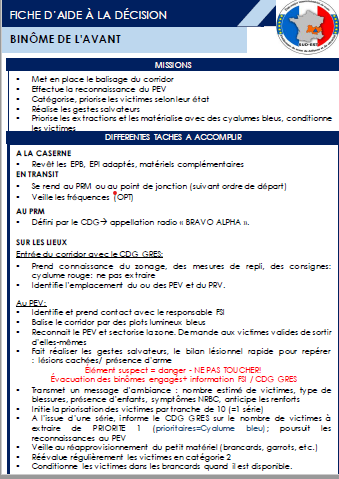 FICHE D'AIDE À LA DÉCISION
BINÔME DE L'AVANT
SUD-EST
MISSIONS
▪ Met en place le balisage du corridor
▪ Effectue la reconnaissance du PEV
▪ Catégorise, priorise les victimes selon leur état
▪ Réalise les gestes salvateurs
▪ Priorise les extractions et les matérialise avec des cyalumes bleus, conditionne
les victimes
DIFFERENTES TACHES A ACCOMPLIR
A LA CASERNE
▪ Revêt les EPB, EPI adaptés, matériels complémentaires
EN TRANSIT
▪ Se rend au PRM ou au point de jonction (suivant ordre de départ)
▪ Veille les fréquences (OPT)
AU PRM
▪ Défini par le CDG→ appellation radio « BRAVO ALPHA ».
SUR LES LIEUX
Entrée du corridor avec le CDG GRES:
▪ Prend connaissance du zonage, des mesures de repli, des consignes:
cyalume rouge: ne pas extraire
▪ Identifie l'emplacement du ou des PEV et du PRV.
Au PEV:
▪ Identifie et prend contact avec le responsable FSI
▪ Balise le corridor par des plots lumineux bleus
▪ Reconnait le PEV et sectorise la zone. Demande aux victimes valides de sortir
d'elles-mêmes
▪ Fait réaliser les gestes salvateurs, le bilan lésionnel rapide pour repérer
: lésions cachées/ présence d'arme
Élément suspect = danger - NE PAS TOUCHER!
Évacuation des binômes engagés+ information FSI / CDG GRES
▪ Transmet un message d'ambiance : nombre estimé de victimes, type de
blessures, présence d'enfants, symptômes NRBC, anticipe les renforts
▪ Initie la priorisation des victimes par tranche de 10 (=1 série)
▪ A l'issue d'une série, informe le CDG GRES sur le nombre de victimes à
extraire de PRIORITE 1 (prioritaires=Cyalume bleu); poursuit les
reconnaissances au PEV
▪ Veille au réapprovisionnement du petit matériel (brancards, garrots, etc.)
▪ Réévalue régulièrement les victimes en catégorie 2
▪ Conditionne les victimes dans les brancards quand il est disponible.